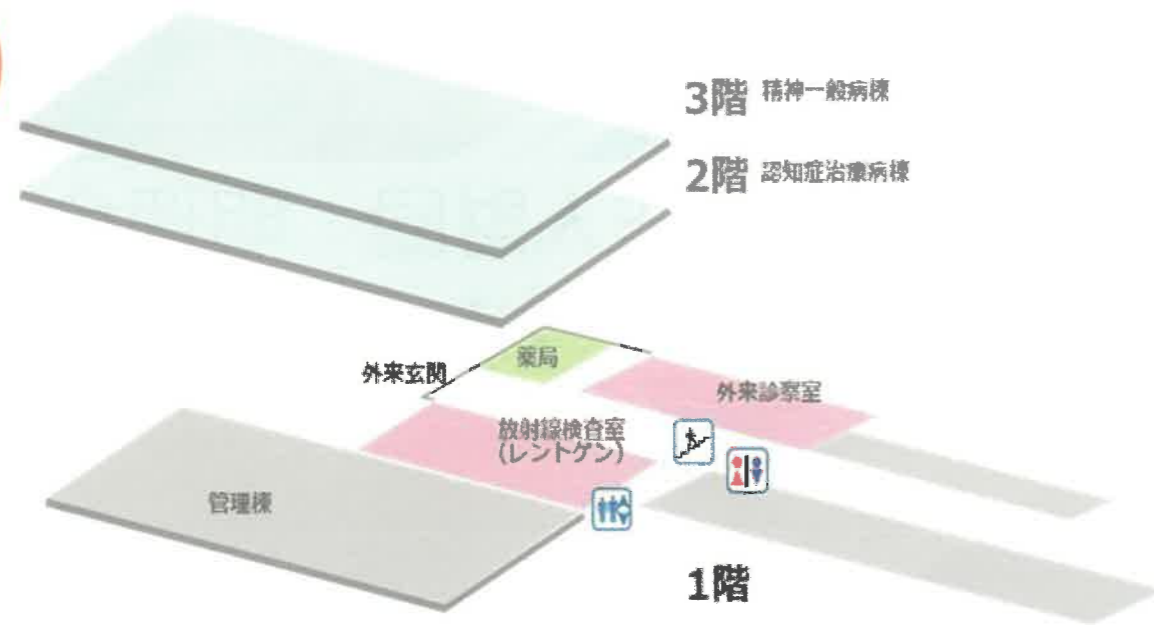 3階 精神一般病棟
2階 認知症治療病棟
薬局
外来玄関
外来診察室
放射線検査室
(レントゲン)
管理棟
1階